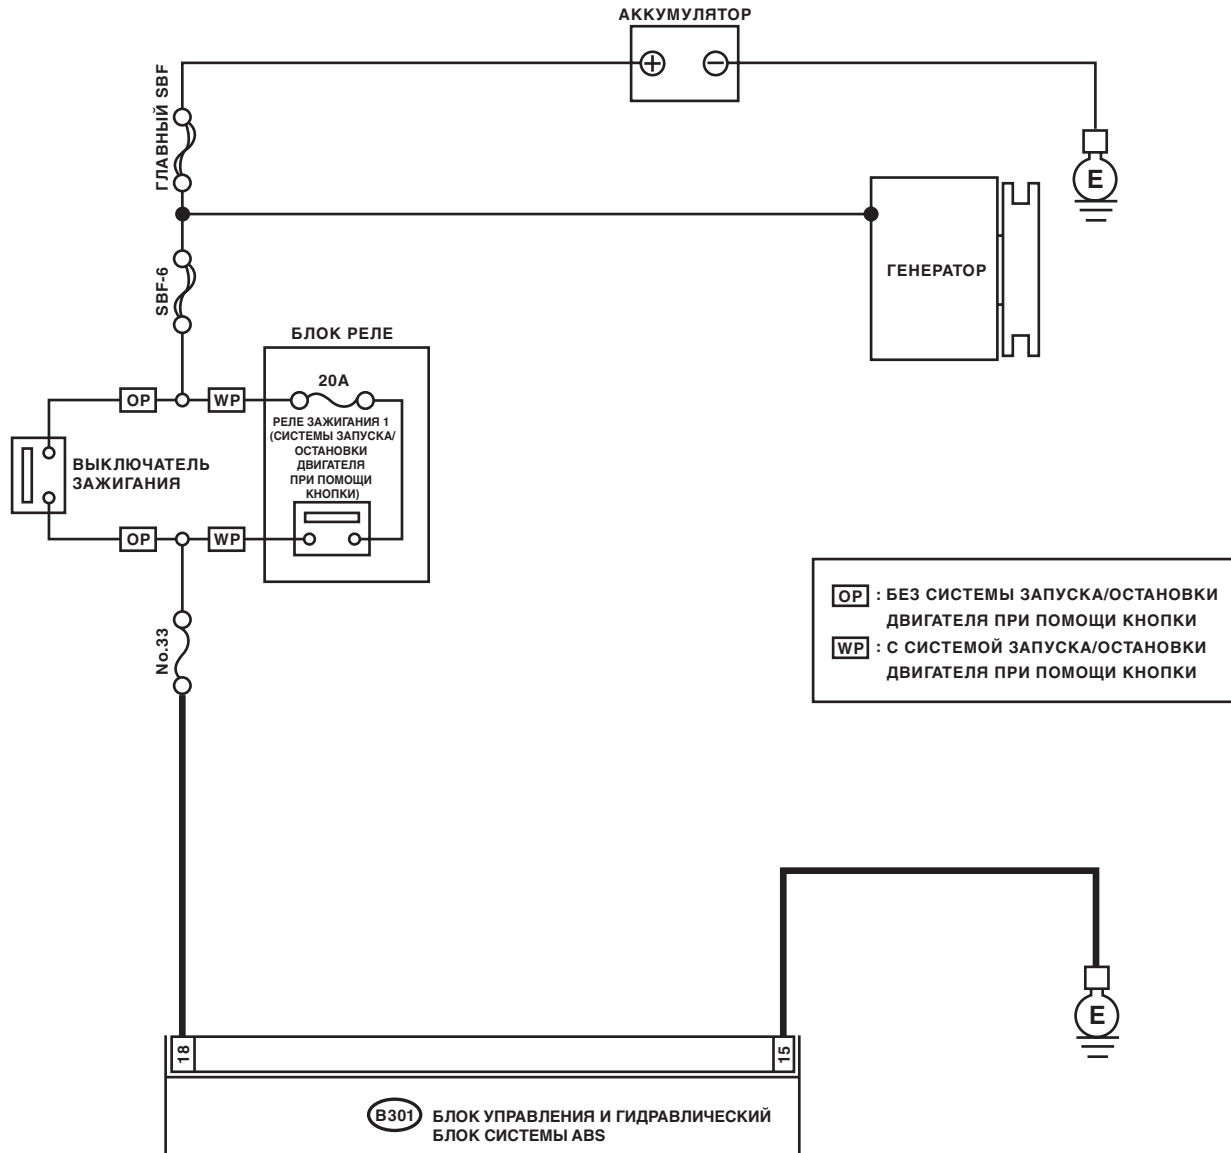 АККУМУЛЯТОР
ГЛАВНЫЙ SBF
E
ГЕНЕРАТОР
SBF-6
БЛОК РЕЛЕ
20A
OP
WP
РЕЛЕ ЗАЖИГАНИЯ 1
(СИСТЕМЫ ЗАПУСКА/
ОСТАНОВКИ
ДВИГАТЕЛЯ
ПРИ ПОМОЩИ
КНОПКИ)
ВЫКЛЮЧАТЕЛЬ
ЗАЖИГАНИЯ
OP
WP
OP : БЕЗ СИСТЕМЫ ЗАПУСКА/ОСТАНОВКИ
ДВИГАТЕЛЯ ПРИ ПОМОЩИ КНОПКИ
WP : С СИСТЕМОЙ ЗАПУСКА/ОСТАНОВКИ
ДВИГАТЕЛЯ ПРИ ПОМОЩИ КНОПКИ
No.33
E
18
15
B301 БЛОК УПРАВЛЕНИЯ И ГИДРАВЛИЧЕСКИЙ
БЛОК СИСТЕМЫ ABS